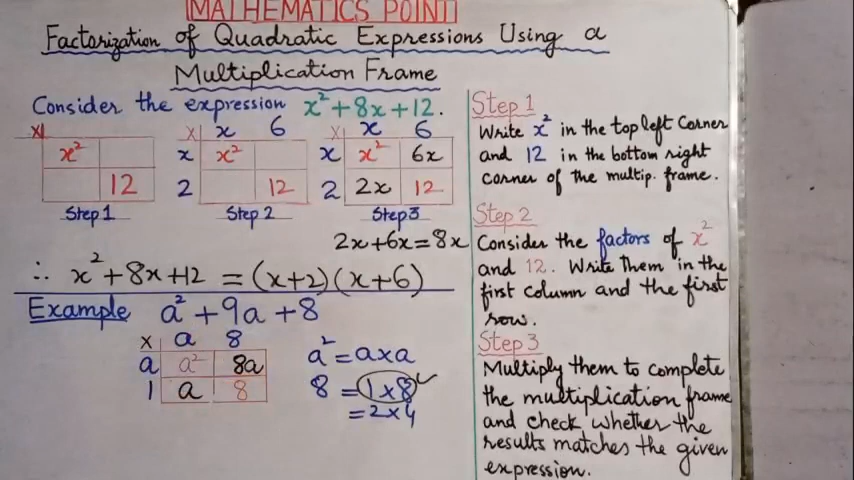 MATHEMATICS POINT
Factorization of Quadratic Expressions Using a
Multiplication Frame
Consider the expression x²+8x+12.
×
x²
12
Step 1
× x 6
x x²
2 12
Step 2
× x 6
x x² 6x
2 2x 12
Step3
2x+6x=8x
∴ x²+8x+12 = (x+2)(x+6)
Example a²+9a+8
× a 8
a a² 8a
1 a 8
a² = a×a
8 = 1×8 ✓
= 2×4
Step 1
Write x² in the top left corner
and 12 in the bottom right
corner of the multip. frame.
Step 2
Consider the factors of x²
and 12. Write them in the
first column and the first
row.
Step 3
Multiply them to complete
the multiplication frame
and check whether the
results matches the given
expression.